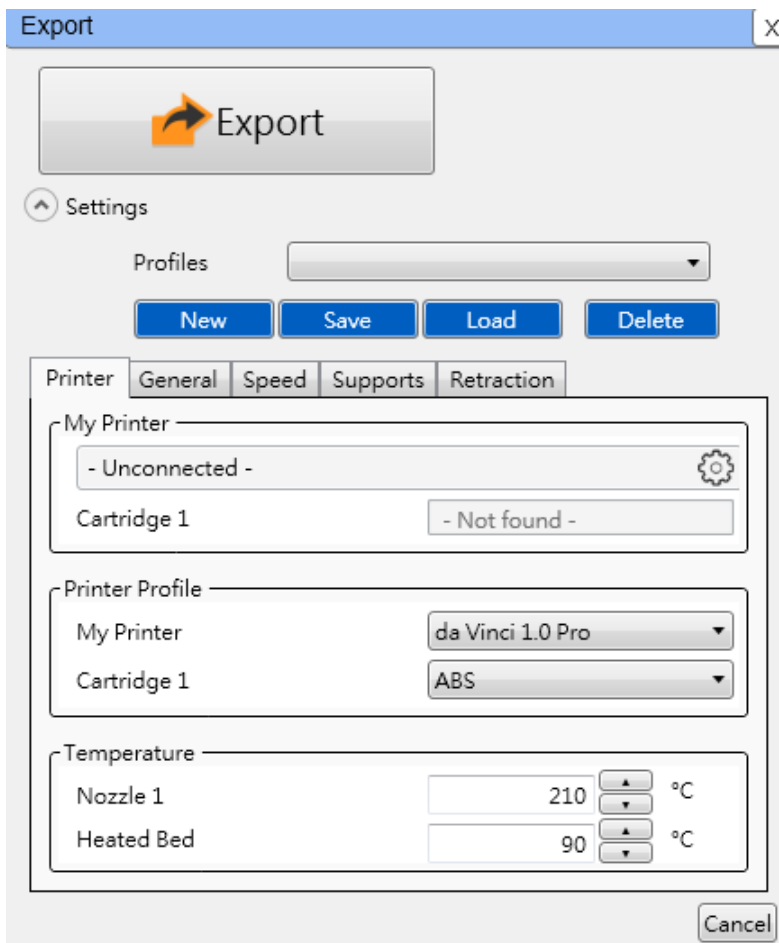 Export X
Export
Settings
Profiles
New Save Load Delete
Printer General Speed Supports Retraction
My Printer
- Unconnected -
Cartridge 1 - Not found -
Printer Profile
My Printer da Vinci 1.0 Pro
Cartridge 1 ABS
Temperature
Nozzle 1 210 °C
Heated Bed 90 °C
Cancel